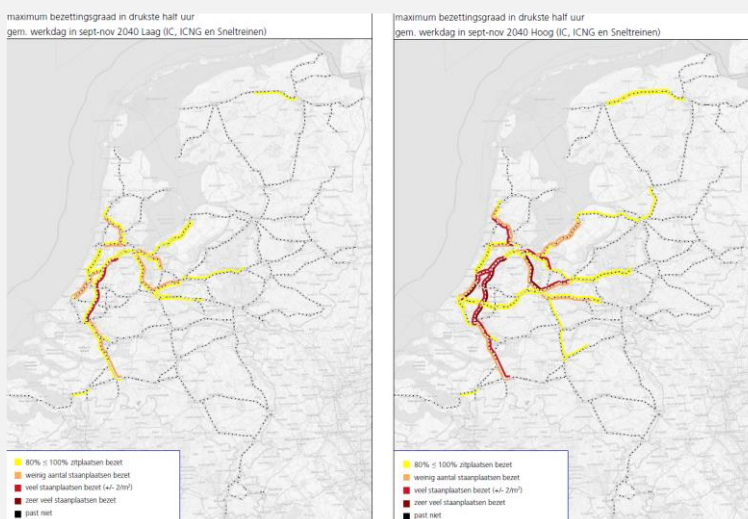 maximum bezettingsgraad in drukste half uur
gem. werkdag in sept-nov 2040 Laag (IC, ICNG en Sneltreinen)
80% ≤ 100% zitplaatsen bezet
weinig aantal staanplaatsen bezet
veel staanplaatsen bezet (+/- 2/m²)
zeer veel staanplaatsen bezet
past niet
maximum bezettingsgraad in drukste half uur
gem. werkdag in sept-nov 2040 Hoog (IC, ICNG en Sneltreinen)
80% ≤ 100% zitplaatsen bezet
weinig aantal staanplaatsen bezet
veel staanplaatsen bezet (+/- 2/m²)
zeer veel staanplaatsen bezet
past niet